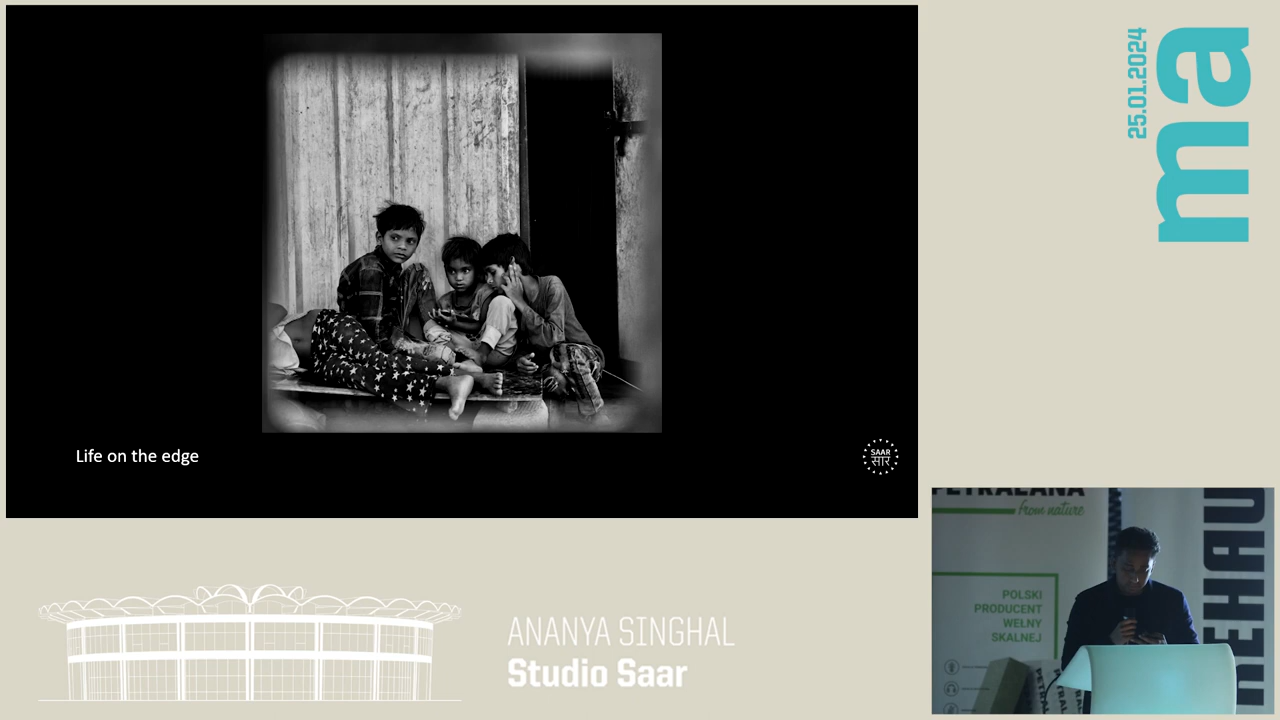 Life on the edge
SAAR
सार
25.01.2024
ma
ANANYA SINGHAL
Studio Saar
PETRALANA
from nature
POLSKI
PRODUCENT
WEŁNY
SKALNEJ
REHAU